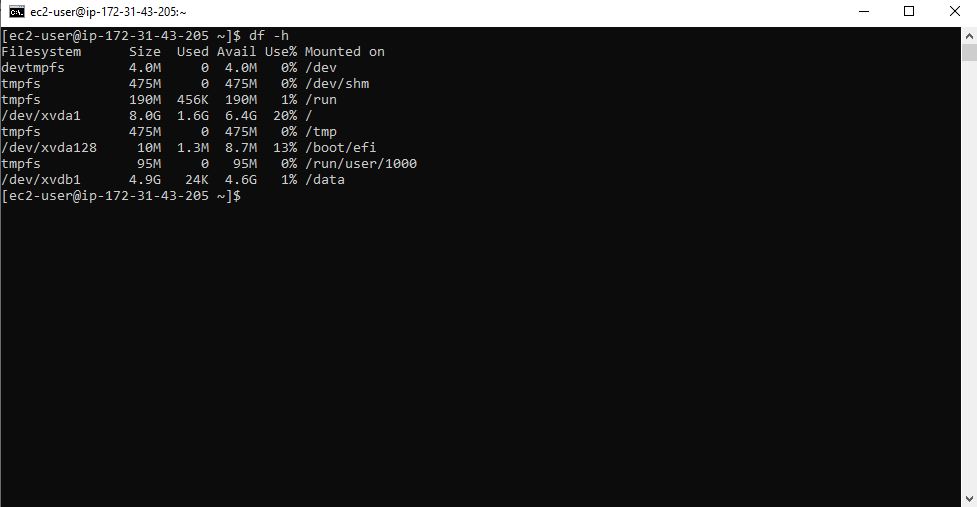 ec2-user@ip-172-31-43-205:~
[ec2-user@ip-172-31-43-205 ~]$ df -h
Filesystem      Size  Used Avail Use% Mounted on
devtmpfs        4.0M     0  4.0M   0% /dev
tmpfs           475M     0  475M   0% /dev/shm
tmpfs           190M  456K  190M   1% /run
/dev/xvda1      8.0G  1.6G  6.4G  20% /
tmpfs           475M     0  475M   0% /tmp
/dev/xvda128     10M  1.3M  8.7M  13% /boot/efi
tmpfs            95M     0   95M   0% /run/user/1000
/dev/xvdb1      4.9G   24K  4.6G   1% /data
[ec2-user@ip-172-31-43-205 ~]$